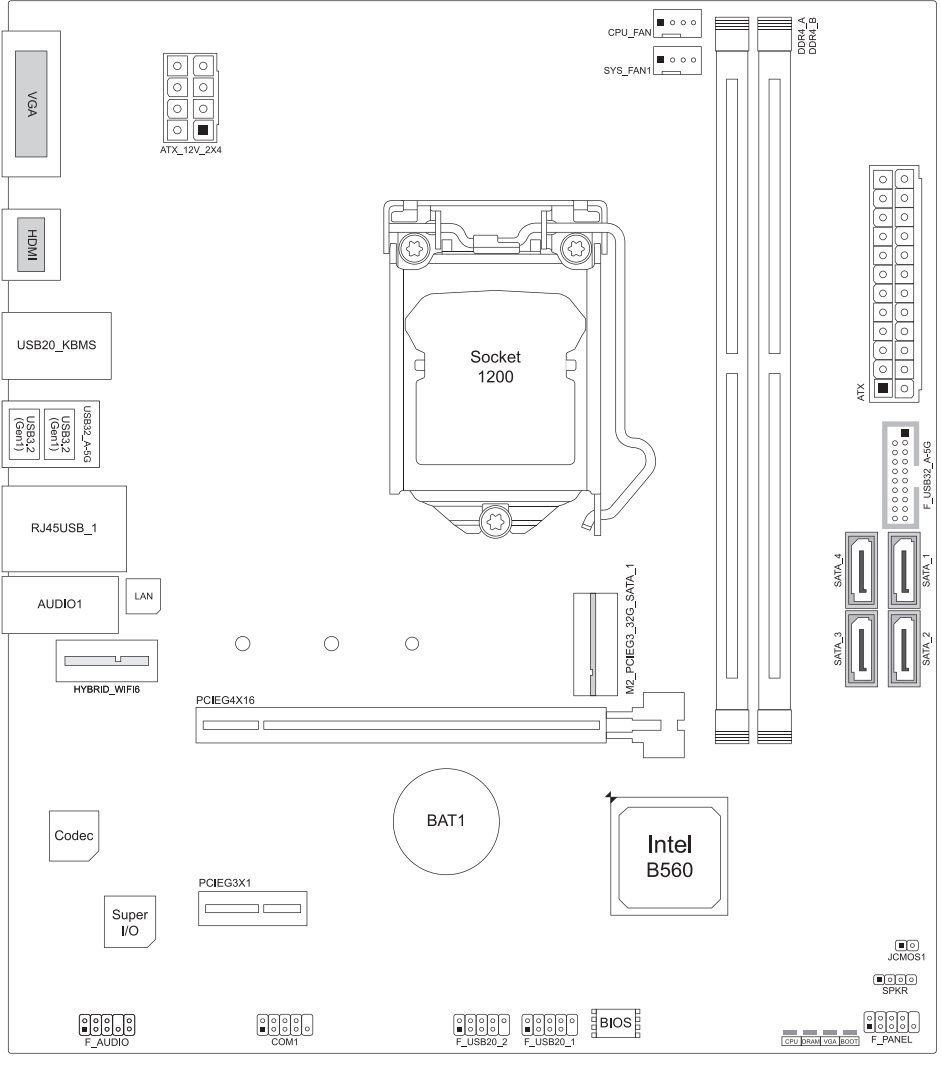 CPU_FAN
DDR4_A
DDR4_B
SYS_FAN1
VGA
ATX_12V_2X4
HDMI
USB20_KBMS
Socket
1200
ATX
USB3.2
(Gen1)
USB3.2
(Gen1)
USB32_A-5G
F_USB32_A-5G
RJ45USB_1
SATA_4
SATA_1
AUDIO1
LAN
M2_PCIEG3_32G_SATA_1
SATA_3
SATA_2
HYBRID_WIFI6
PCIEG4X16
BAT1
Codec
Intel
B560
PCIEG3X1
Super
I/O
JCMOS1
SPKR
F_AUDIO
COM1
F_USB20_2
F_USB20_1
BIOS
CPU DRAM VGA BOOT
F_PANEL